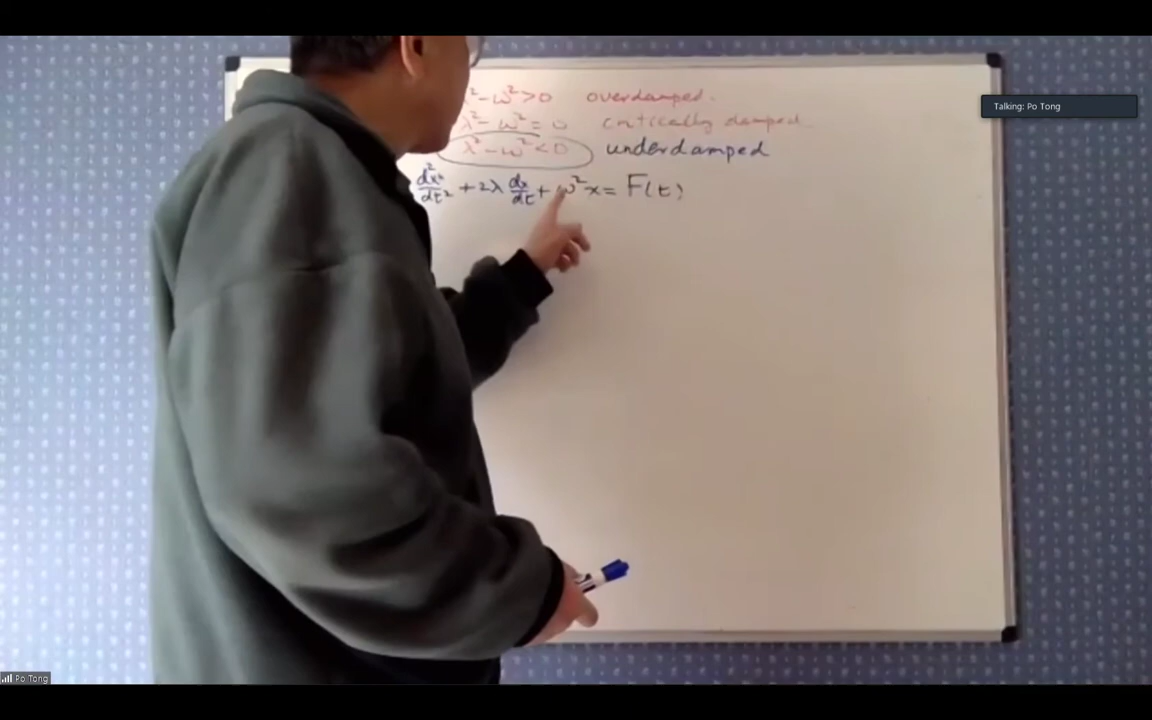 λ²-ω²>0 overdamped.
λ²-ω²=0 critically damped.
λ²-ω²<0 underdamped
d²x/dt² + 2λ dx/dt + ω²x = F(t)
Talking: Po Tong
Po Tong